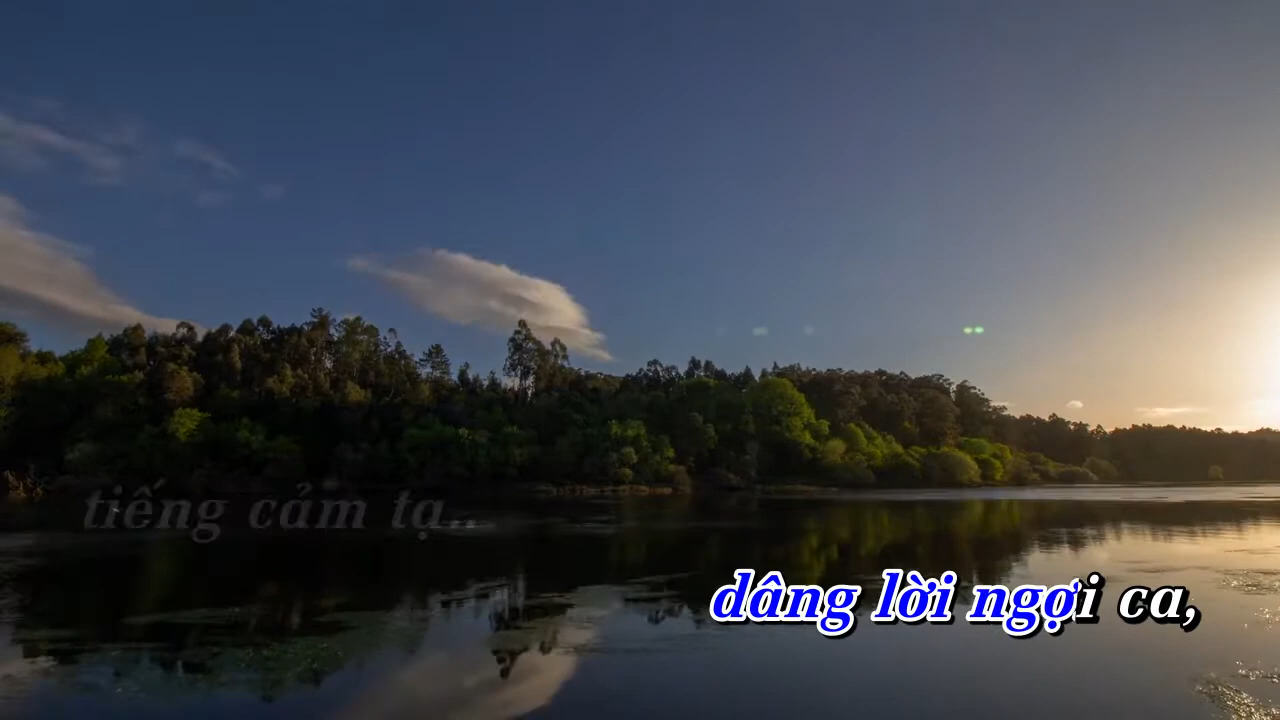 tiếng cảm tạ..
dâng lời ngợi ca,